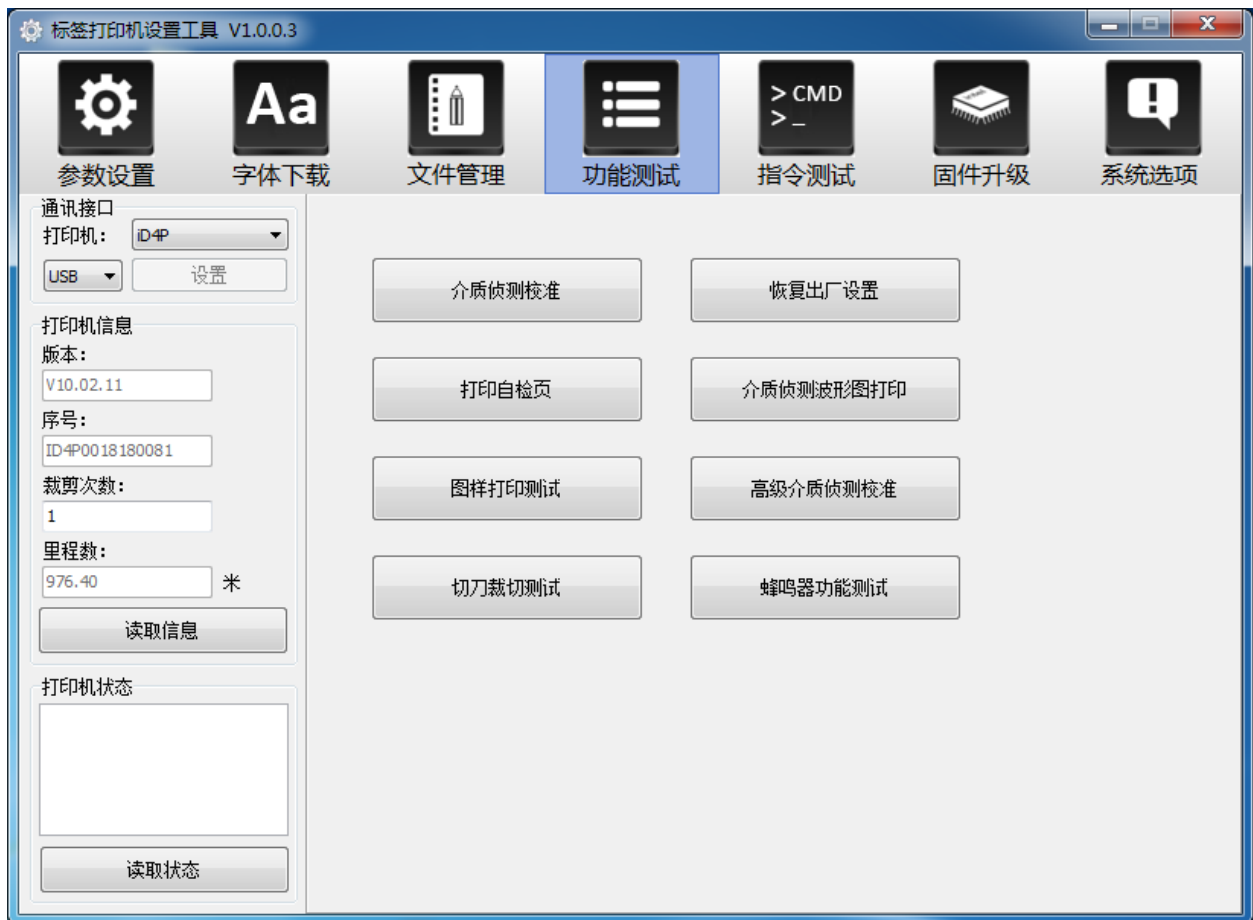 标签打印机设置工具 V1.0.0.3
Aa
> CMD
> _
参数设置
字体下载
文件管理
功能测试
指令测试
固件升级
系统选项
通讯接口
打印机：
iD4P
USB
设置
打印机信息
版本：
V10.02.11
序号：
ID4P0018180081
裁剪次数：
1
里程数：
976.40
米
读取信息
打印机状态
读取状态
介质侦测校准
恢复出厂设置
打印自检页
介质侦测波形图打印
图样打印测试
高级介质侦测校准
切刀裁切测试
蜂鸣器功能测试